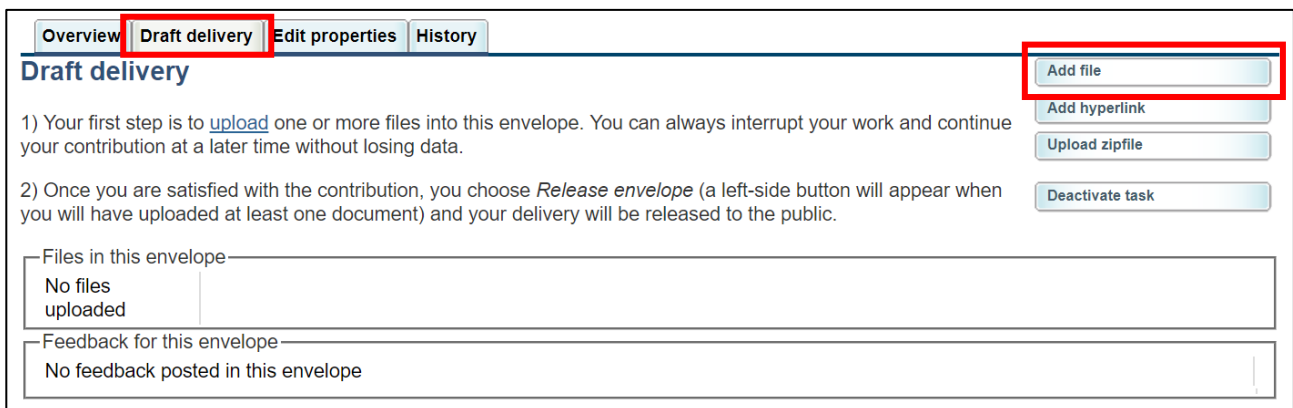 Overview Draft delivery Edit properties History
Draft delivery
Add file
Add hyperlink
Upload zipfile
Deactivate task
1) Your first step is to upload one or more files into this envelope. You can always interrupt your work and continue
your contribution at a later time without losing data.
2) Once you are satisfied with the contribution, you choose Release envelope (a left-side button will appear when
you will have uploaded at least one document) and your delivery will be released to the public.
Files in this envelope
No files
uploaded
Feedback for this envelope
No feedback posted in this envelope